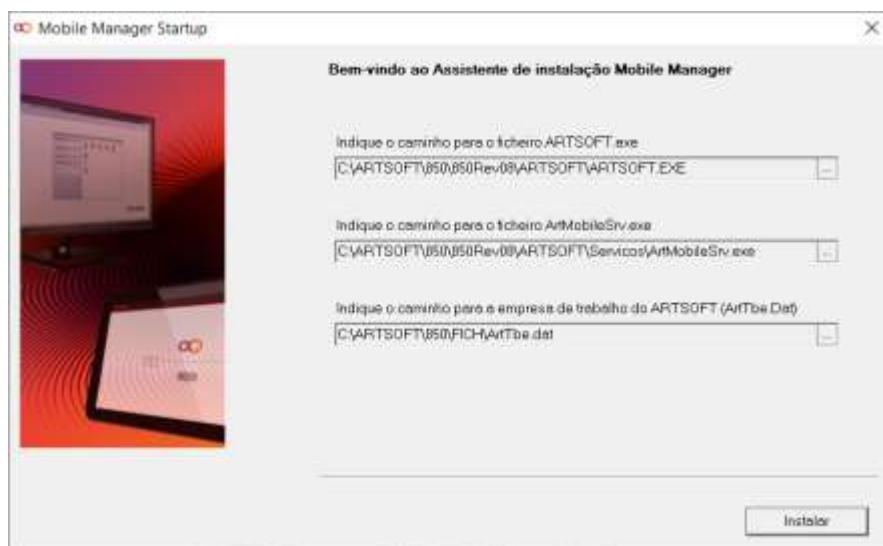 Mobile Manager Startup
Bem-vindo ao Assistente de instalação Mobile Manager
Indique o caminho para o ficheiro ARTSOFT.exe
C:\ARTSOFT\850\850Rev08\ARTSOFT\ARTSOFT.EXE
...
Indique o caminho para o ficheiro ArtMobileSrv.exe
C:\ARTSOFT\850\850Rev08\ARTSOFT\Servicos\ArtMobileSrv.exe
...
Indique o caminho para a empresa de trabalho do ARTSOFT (ArtTbe.Dat)
C:\ARTSOFT\850\FICH\ArtTbe.dat
...
Instalar